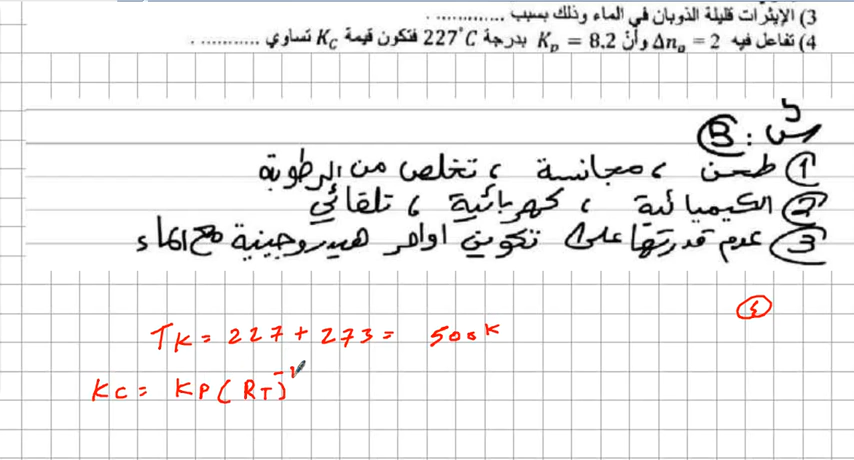 3) الإيثرات قليلة الذوبان في الماء وذلك بسبب ............. .
4) تفاعل فيه Δn_g = 2 وأن K_p = 8.2 بدرجة 227°C فتكون قيمة K_C تساوي ........... .
س5: B
① طحن ، مجانسة ، تخلص من الرطوبة
② الكيميائية ، كهربائية ، تلقائي
③ عدم قدرتها على تكوين اواصر هيدروجينية مع الماء
④
TK = 227 + 273 = 500K
KC = KP(RT)⁻